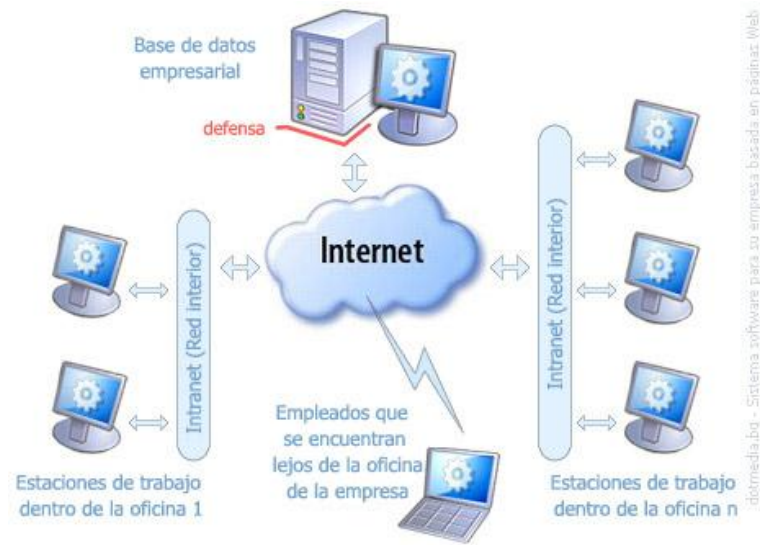 Base de datos
empresarial
defensa
Internet
Intranet (Red interior)
Intranet (Red interior)
Empleados que
se encuentran
lejos de la oficina
de la empresa
Estaciones de trabajo
dentro de la oficina 1
Estaciones de trabajo
dentro de la oficina n
dotmedia.bg - Sistema software para su empresa basada en páginas Web